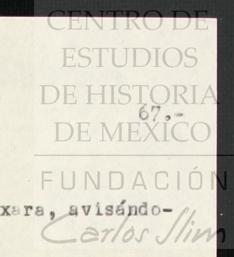 CENTRO DE
ESTUDIOS
DE HISTORIA
67.-
DE MÉXICO
FUNDACIÓN
xara, avisándo-
Carlos Slim